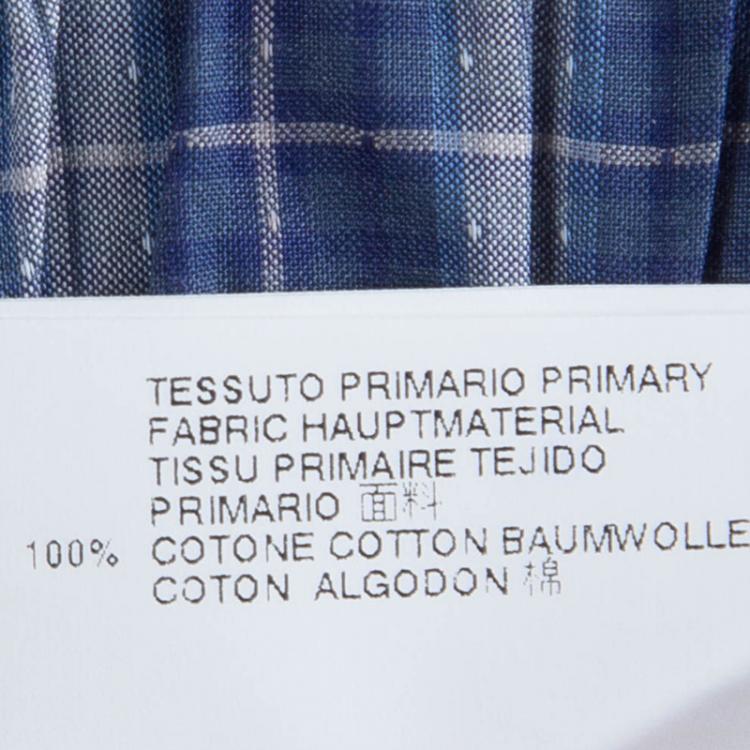 TESSUTO PRIMARIO PRIMARY
FABRIC HAUPTMATERIAL
TISSU PRIMAIRE TEJIDO
PRIMARIO 面料
100% COTONE COTTON BAUMWOLLE
COTON ALGODON 棉